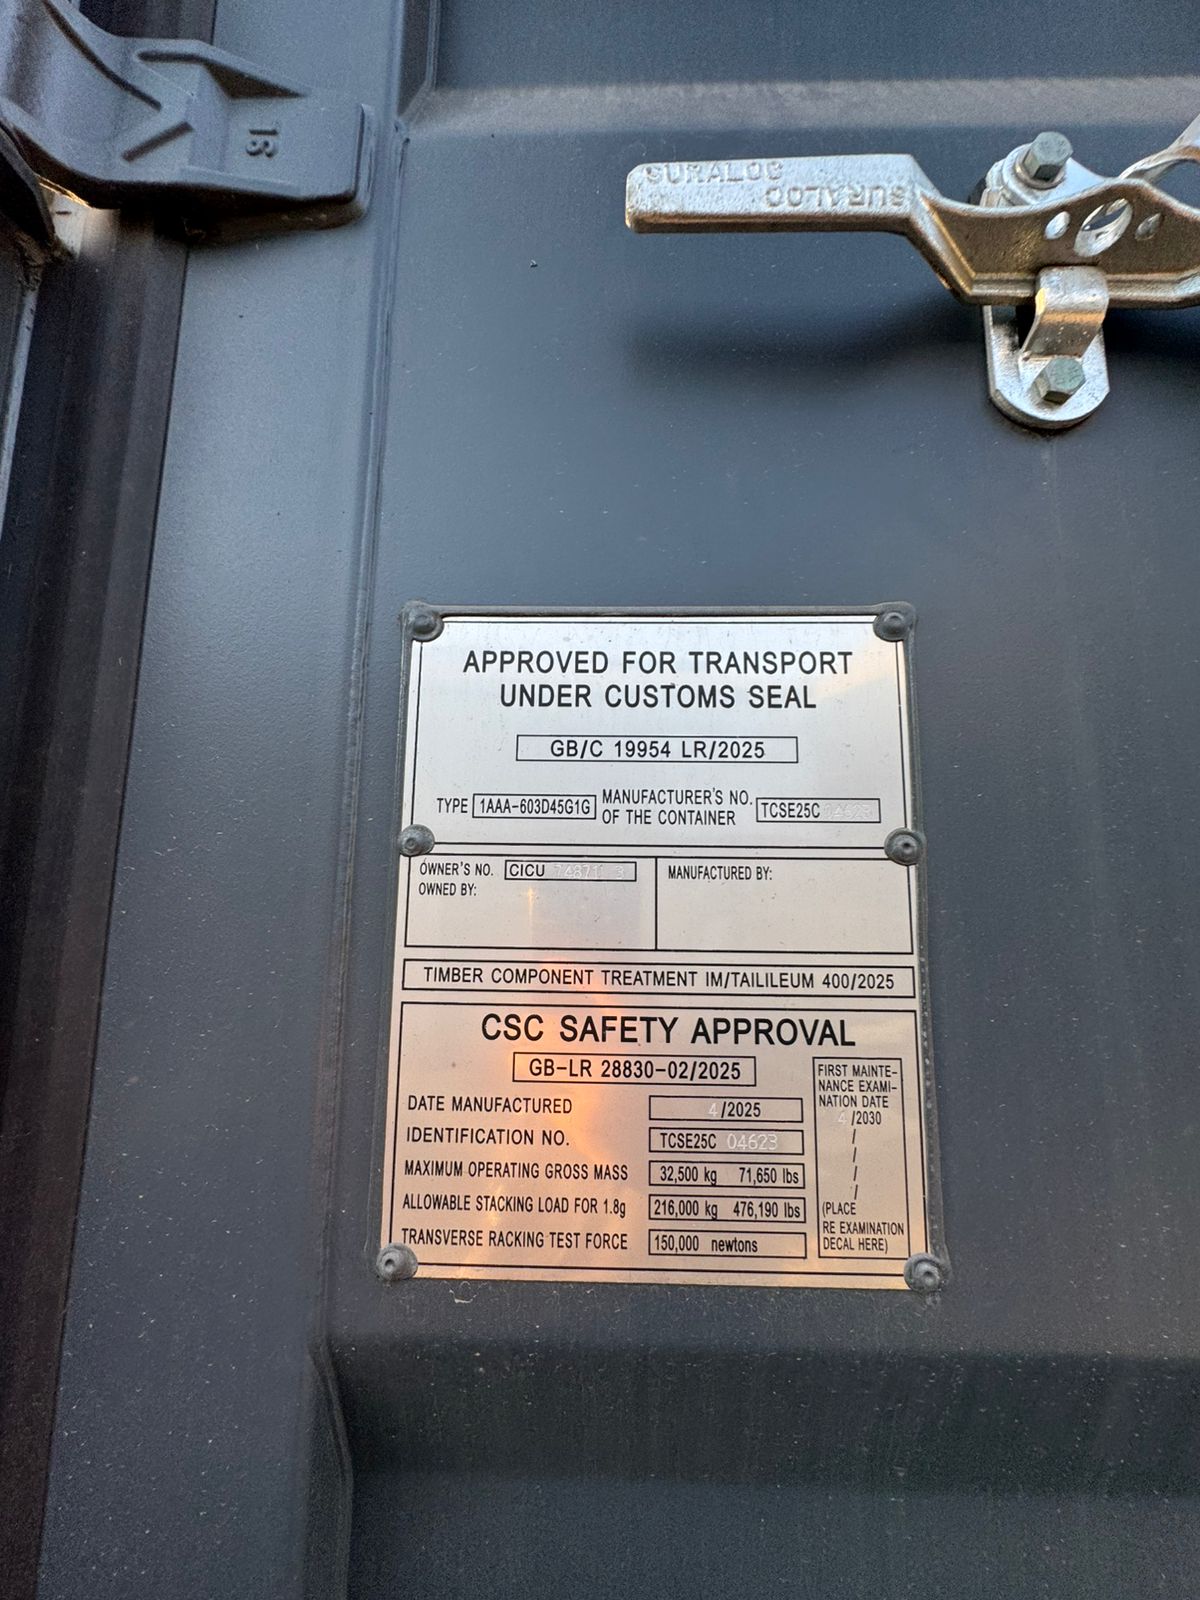 18
SURALOC
SURALOC
APPROVED FOR TRANSPORT
UNDER CUSTOMS SEAL
GB/C 19954 LR/2025
TYPE 1AAA-603D45G1G MANUFACTURER'S NO. OF THE CONTAINER TCSE25C 04623
OWNER'S NO. CICU
OWNED BY:
MANUFACTURED BY:
TIMBER COMPONENT TREATMENT IM/TAILILEUM 400/2025
CSC SAFETY APPROVAL
GB-LR 28830-02/2025
DATE MANUFACTURED 4/2025
IDENTIFICATION NO. TCSE25C 04623
MAXIMUM OPERATING GROSS MASS 32,500 kg 71,650 lbs
ALLOWABLE STACKING LOAD FOR 1.8g 216,000 kg 476,190 lbs
TRANSVERSE RACKING TEST FORCE 150,000 newtons
FIRST MAINTE-
NANCE EXAMI-
NATION DATE
4/2030
(PLACE
RE EXAMINATION
DECAL HERE)